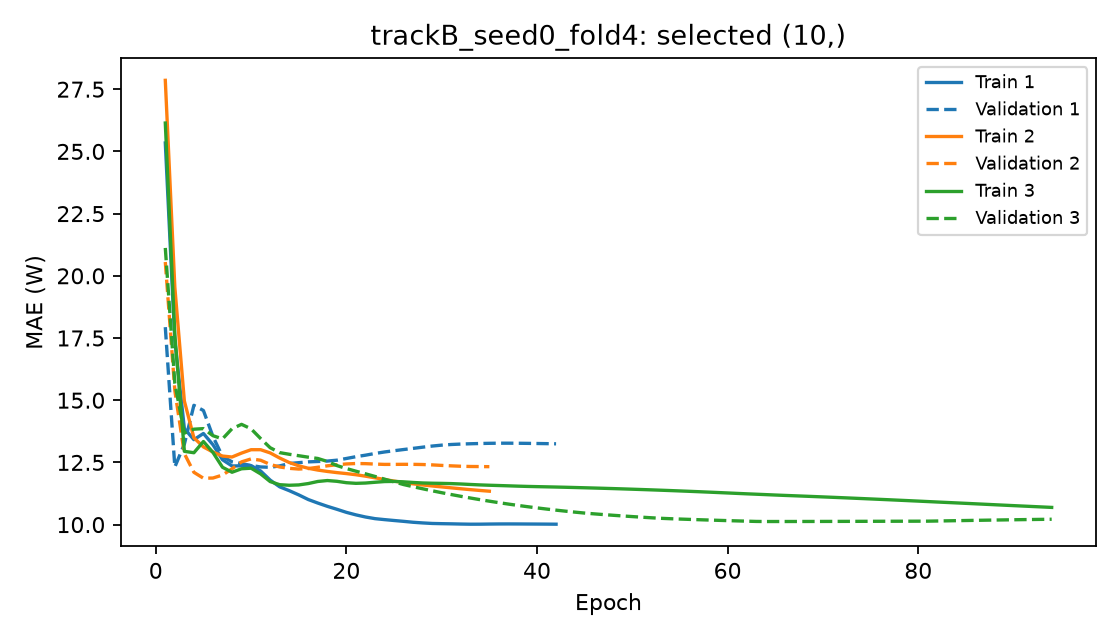 trackB_seed0_fold4: selected (10,)
MAE (W)
27.5
25.0
22.5
20.0
17.5
15.0
12.5
10.0
Train 1
Validation 1
Train 2
Validation 2
Train 3
Validation 3
0
20
40
60
80
Epoch